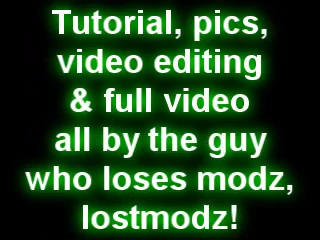 Tutorial, pics,
video editing
& full video
all by the guy
who loses modz,
lostmodz!